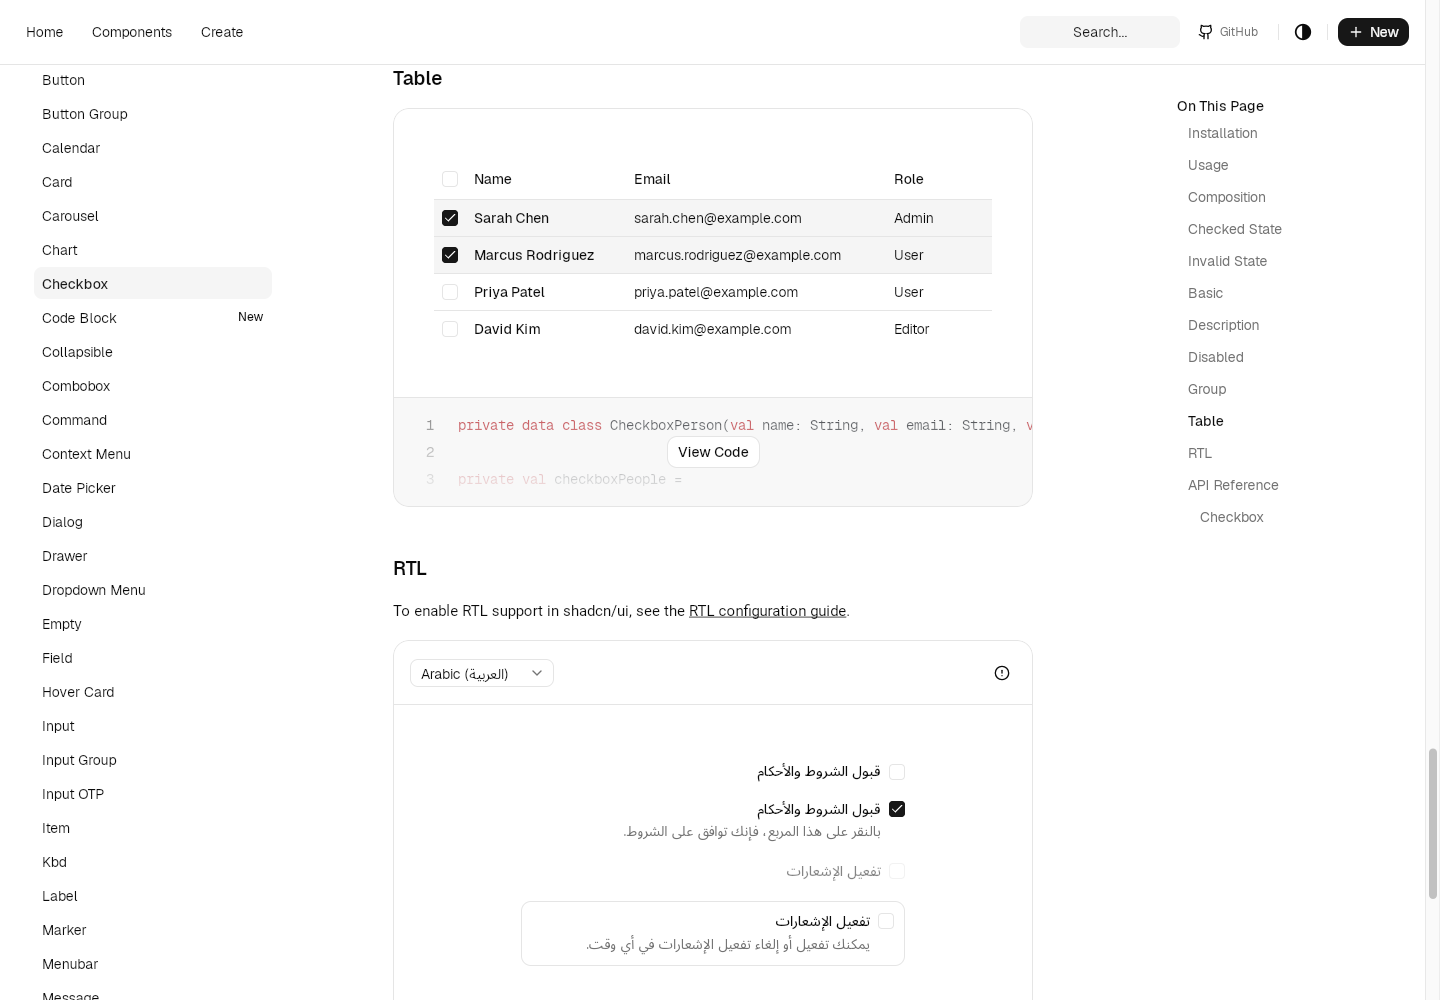 Home
Components
Create
Search...
GitHub
New
Button
Button Group
Calendar
Card
Carousel
Chart
Checkbox
Code Block New
Collapsible
Combobox
Command
Context Menu
Date Picker
Dialog
Drawer
Dropdown Menu
Empty
Field
Hover Card
Input
Input Group
Input OTP
Item
Kbd
Label
Marker
Menubar
Message
Table
Name Email Role
Sarah Chen sarah.chen@example.com Admin
Marcus Rodriguez marcus.rodriguez@example.com User
Priya Patel priya.patel@example.com User
David Kim david.kim@example.com Editor
1 private data class CheckboxPerson(val name: String, val email: String, v
2
View Code
3 private val checkboxPeople =
RTL
To enable RTL support in shadcn/ui, see the RTL configuration guide.
Arabic (العربية)
قبول الشروط والأحكام
قبول الشروط والأحكام
بالنقر على هذا المربع، فإنك توافق على الشروط.
تفعيل الإشعارات
تفعيل الإشعارات
يمكنك تفعيل أو إلغاء تفعيل الإشعارات في أي وقت.
On This Page
Installation
Usage
Composition
Checked State
Invalid State
Basic
Description
Disabled
Group
Table
RTL
API Reference
Checkbox